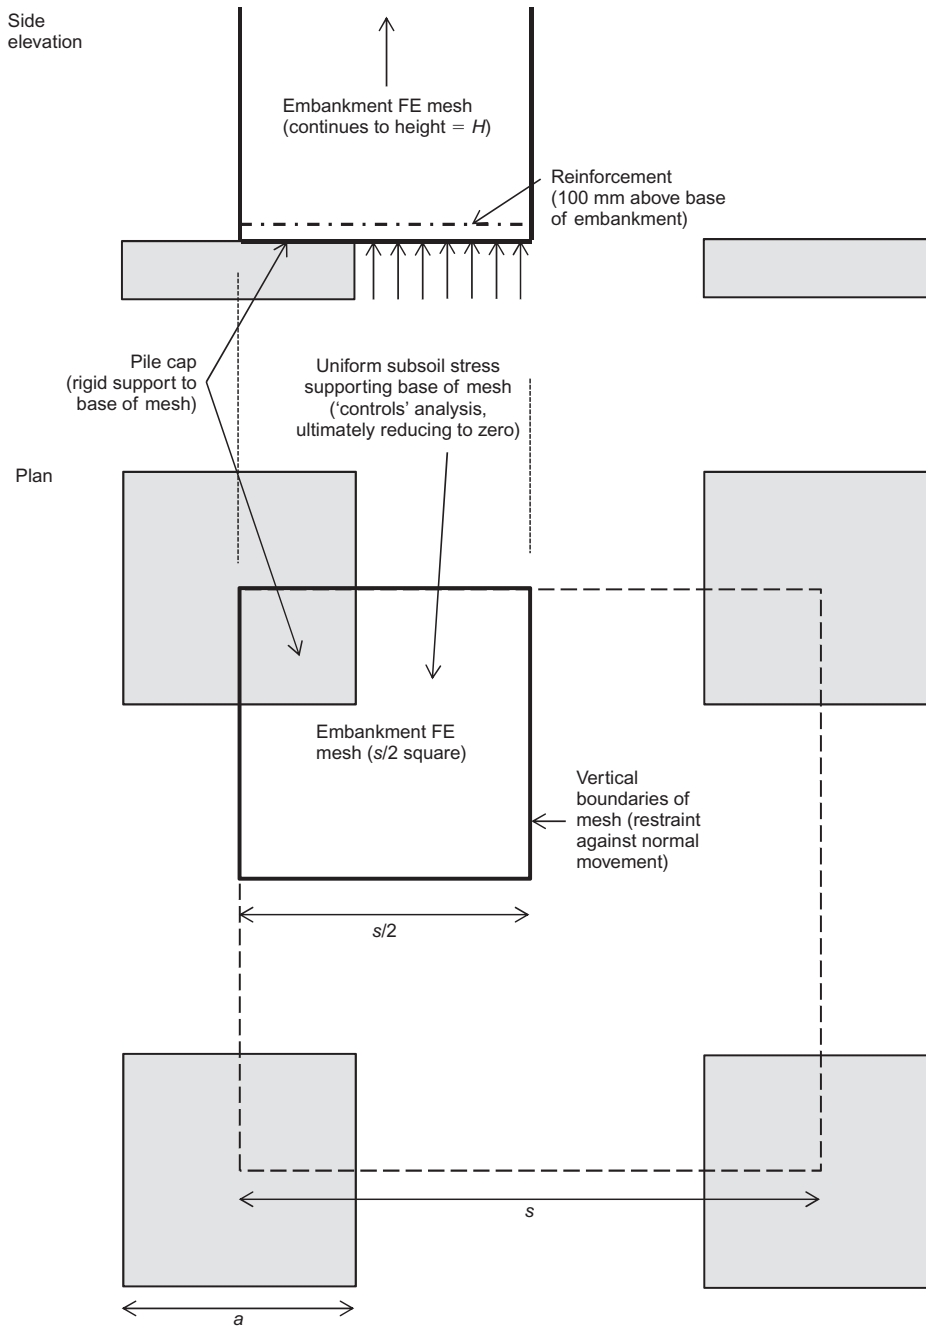 Side
elevation
Embankment FE mesh
(continues to height = H)
Reinforcement
(100 mm above base
of embankment)
Pile cap
(rigid support to
base of mesh)
Uniform subsoil stress
supporting base of mesh
(‘controls’ analysis,
ultimately reducing to zero)
Plan
Embankment FE
mesh (s/2 square)
Vertical
boundaries of
mesh (restraint
against normal
movement)
s/2
s
a